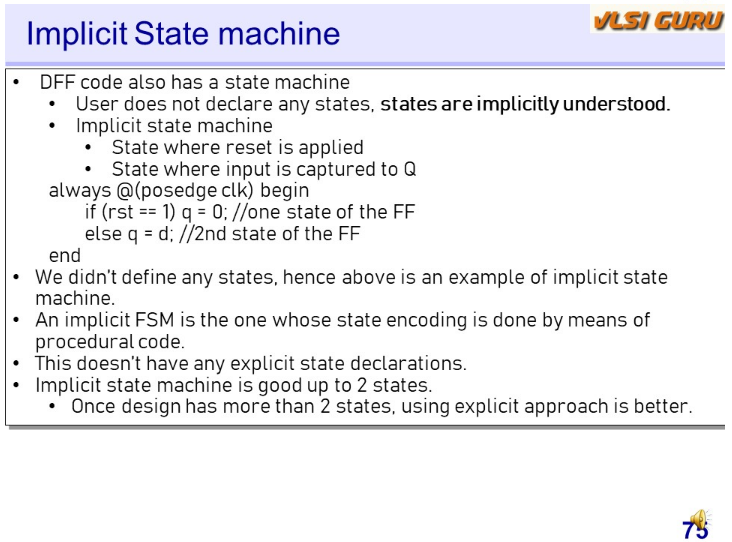 Implicit State machine
VLSI GURU
• DFF code also has a state machine
• User does not declare any states, states are implicitly understood.
• Implicit state machine
• State where reset is applied
• State where input is captured to Q
always @(posedge clk) begin
if (rst == 1) q = 0; //one state of the FF
else q = d; //2nd state of the FF
end
• We didn't define any states, hence above is an example of implicit state
machine.
• An implicit FSM is the one whose state encoding is done by means of
procedural code.
• This doesn't have any explicit state declarations.
• Implicit state machine is good up to 2 states.
• Once design has more than 2 states, using explicit approach is better.
75